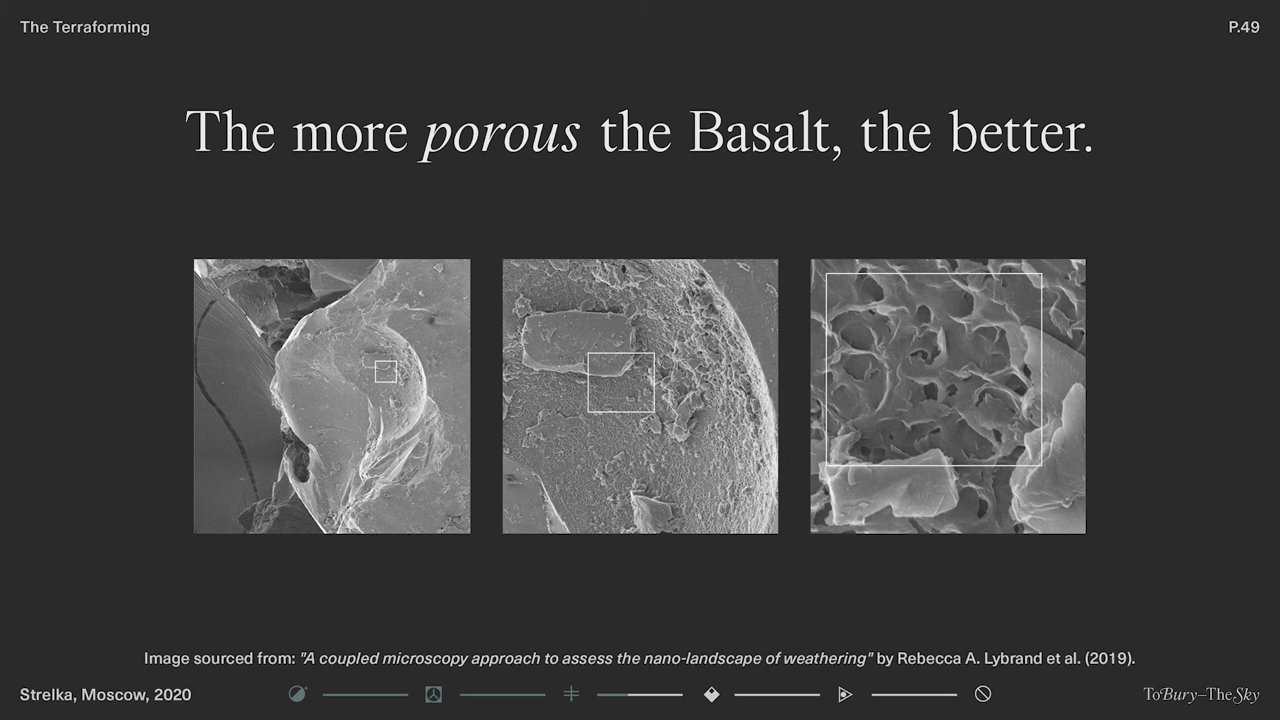 The Terraforming
P.49
The more porous the Basalt, the better.
Image sourced from: "A coupled microscopy approach to assess the nano-landscape of weathering" by Rebecca A. Lybrand et al. (2019).
Strelka, Moscow, 2020
ToBury–TheSky